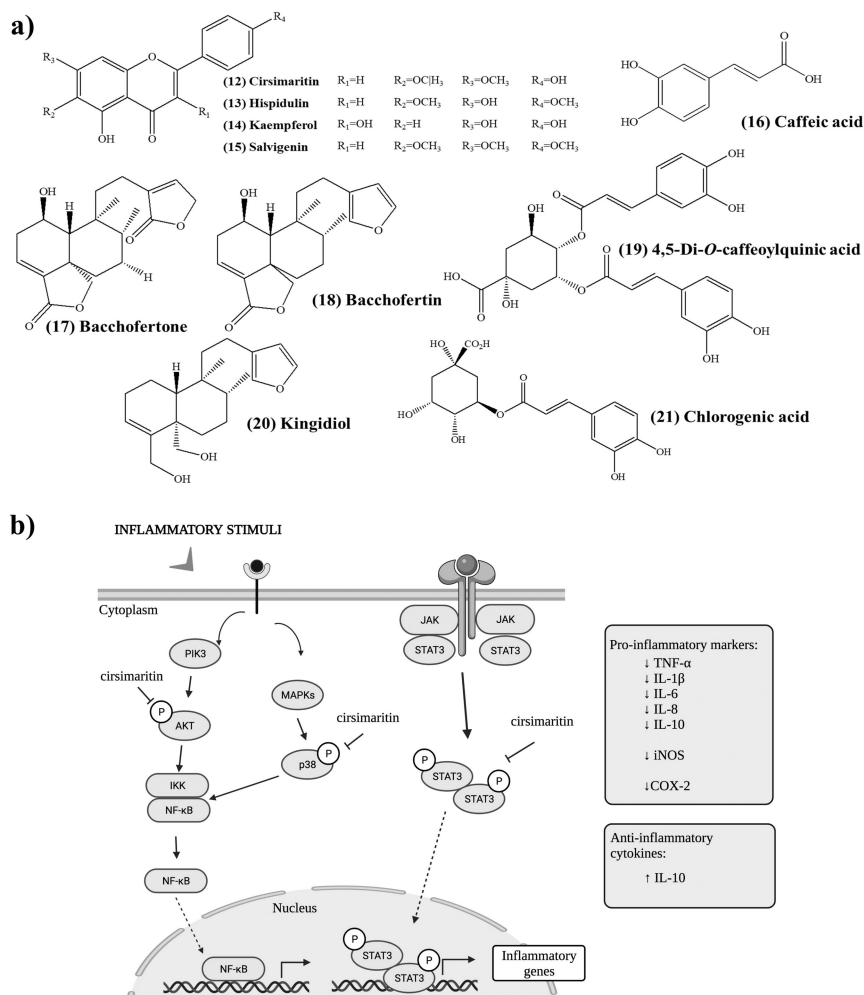 a)
R3
R4
R2
R1
O
OH
O
(12) Cirsimaritin R1=H R2=OC|H3 R3=OCH3 R4=OH
(13) Hispidulin R1=H R2=OCH3 R3=OH R4=OCH3
(14) Kaempferol R1=OH R2=H R3=OH R4=OH
(15) Salvigenin R1=H R2=OCH3 R3=OCH3 R4=OCH3
HO
HO
O
OH
(16) Caffeic acid
OH
H
O
O
H
O
O
(17) Bacchofertone
OH
H
O
O
O
(18) Bacchofertin
OH
OH
O
OH
O
O
O
HO
O
OH
OH
OH
(19) 4,5-Di-O-caffeoylquinic acid
H
O
OH
OH
(20) Kingidiol
HO
CO2H
HO
OH
O
O
OH
OH
(21) Chlorogenic acid
b)
INFLAMMATORY STIMULI
Cytoplasm
PIK3
cirsimaritin
P
AKT
IKK
NF-κB
NF-κB
MAPKs
cirsimaritin
P
p38
JAK
JAK
STAT3
STAT3
cirsimaritin
P
STAT3
P
STAT3
Nucleus
NF-κB
P
STAT3
P
STAT3
Inflammatory
genes
Pro-inflammatory markers:
↓ TNF-α
↓ IL-1β
↓ IL-6
↓ IL-8
↓ IL-10
↓ iNOS
↓COX-2
Anti-inflammatory
cytokines:
↑ IL-10